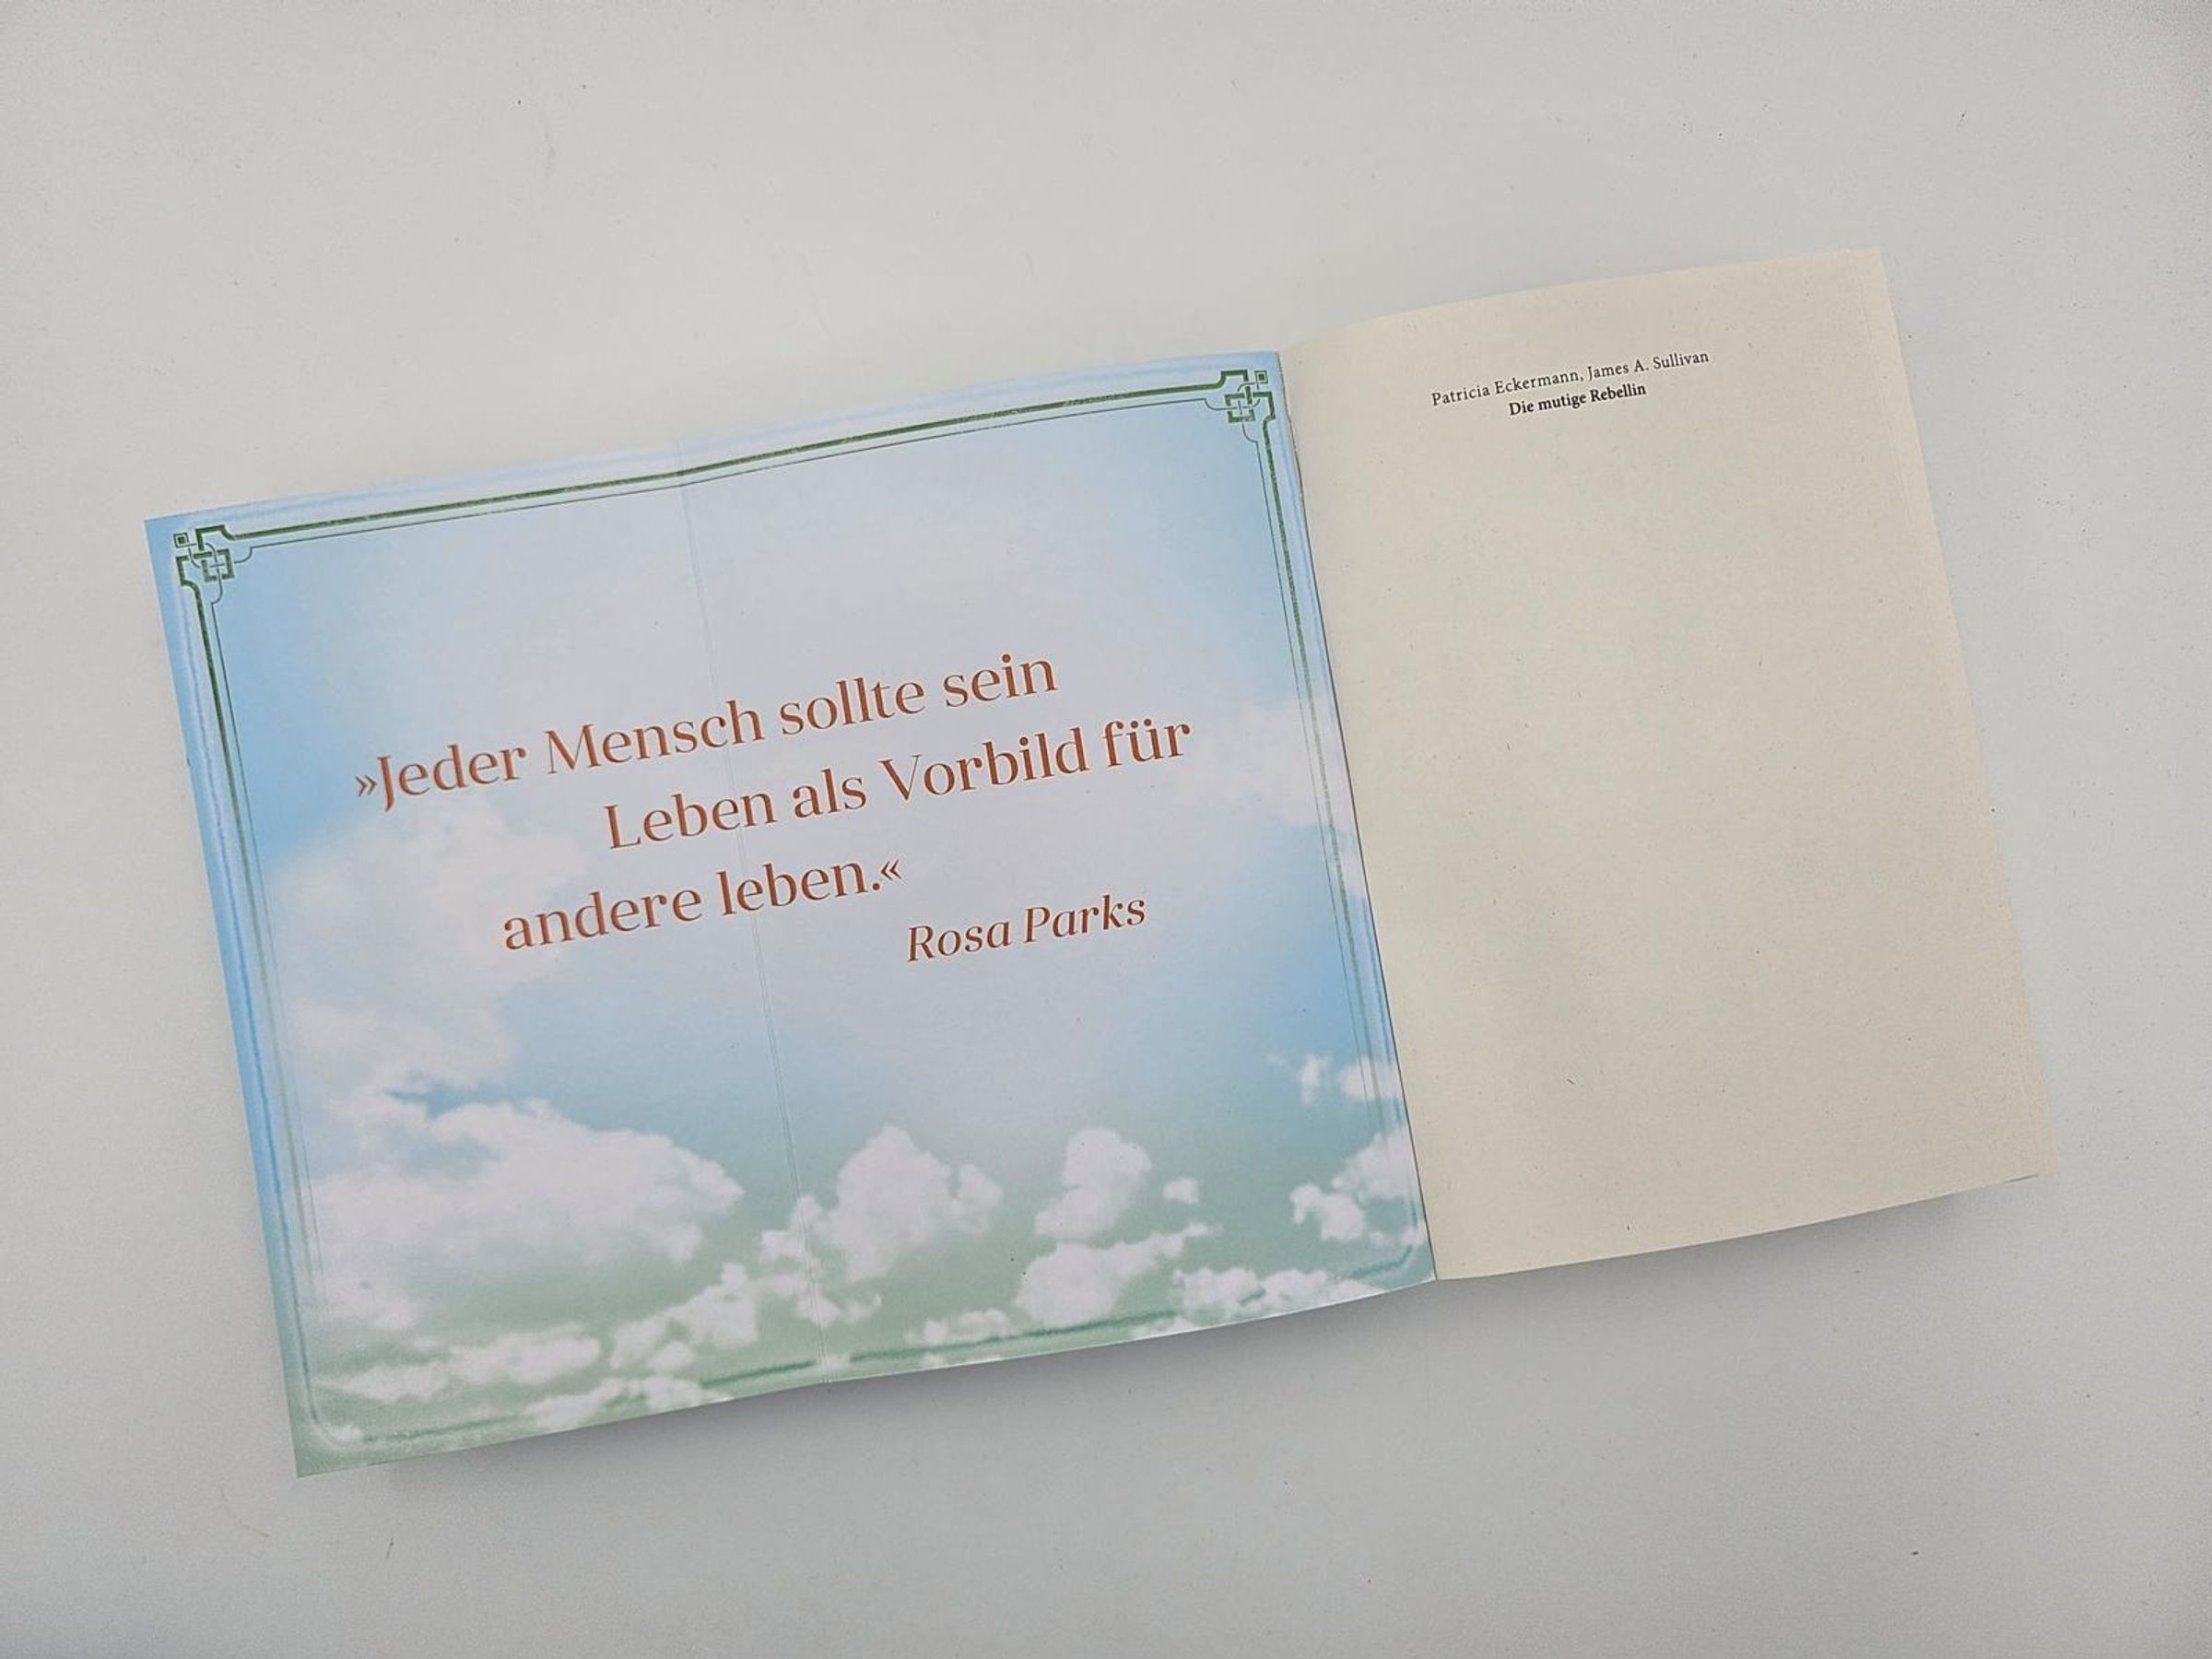 »Jeder Mensch sollte sein
Leben als Vorbild für
andere leben.«
Rosa Parks
Patricia Eckermann, James A. Sullivan
Die mutige Rebellin